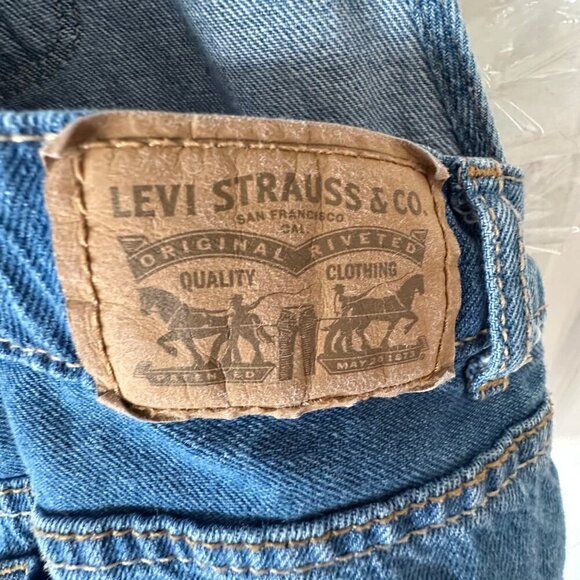 LEVI STRAUSS & CO.
SAN FRANCISCO
CAL
ORIGINAL RIVETED
QUALITY CLOTHING
PATENTED MAY 20 1873